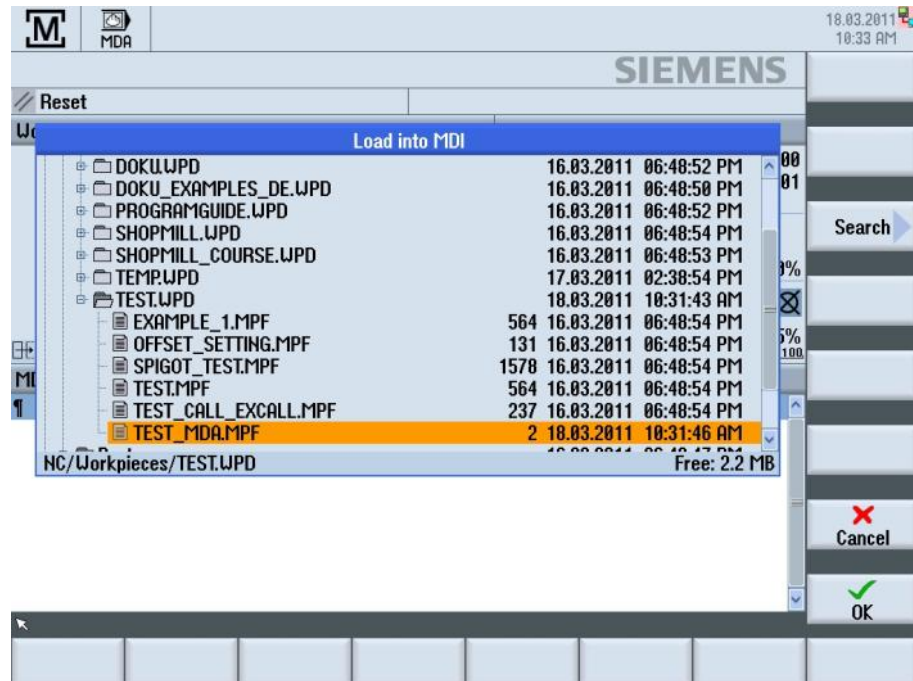 M
MDA
18.03.2011
10:33 AM
SIEMENS
Reset
Load into MDI
DOKU.WPD 16.03.2011 06:48:52 PM
00
DOKU_EXAMPLES_DE.WPD 16.03.2011 06:48:50 PM
01
PROGRAMGUIDE.WPD 16.03.2011 06:48:52 PM
SHOPMILL.WPD 16.03.2011 06:48:54 PM
Search
SHOPMILL_COURSE.WPD 16.03.2011 06:48:53 PM
TEMP.WPD 17.03.2011 02:38:54 PM
%
TEST.WPD 18.03.2011 10:31:43 AM
EXAMPLE_1.MPF 564 16.03.2011 06:48:54 PM
OFFSET_SETTING.MPF 131 16.03.2011 06:48:54 PM
%
100
SPIGOT_TEST.MPF 1578 16.03.2011 06:48:54 PM
TEST.MPF 564 16.03.2011 06:48:54 PM
TEST_CALL_EXCALL.MPF 237 16.03.2011 06:48:54 PM
¶
TEST_MDA.MPF 2 18.03.2011 10:31:46 AM
NC/Workpieces/TEST.WPD Free: 2.2 MB
Cancel
OK